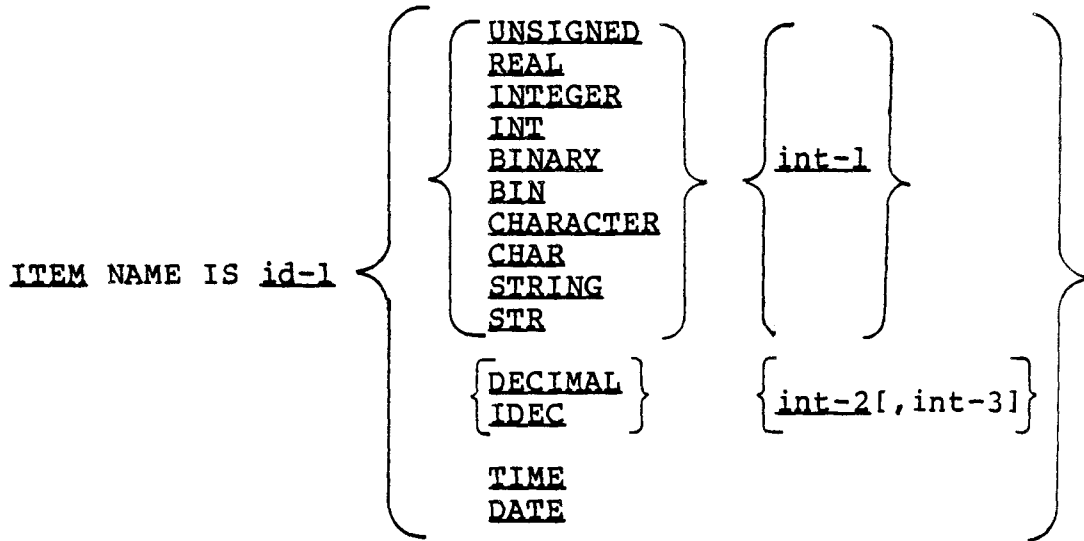 UNSIGNED
REAL
INTEGER
INT
BINARY int-1
BIN
CHARACTER
CHAR
ITEM NAME IS id-1
STRING
STR
DECIMAL
IDEC
int-2[,int-3]
TIME
DATE